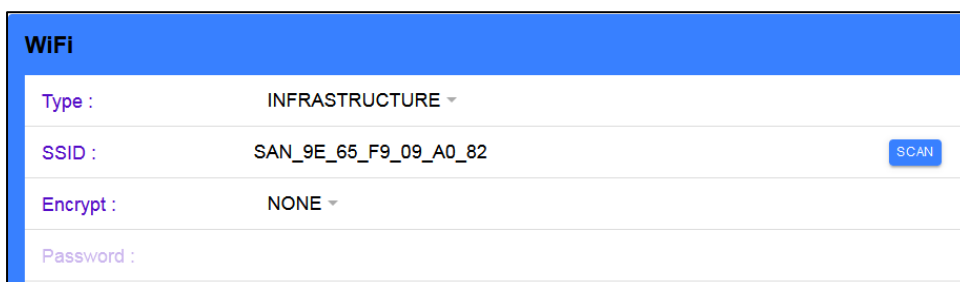 WiFi
Type : INFRASTRUCTURE
SSID : SAN_9E_65_F9_09_A0_82 SCAN
Encrypt : NONE
Password :